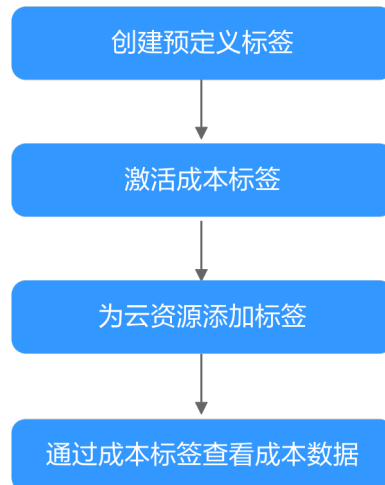 创建预定义标签
激活成本标签
为云资源添加标签
通过成本标签查看成本数据